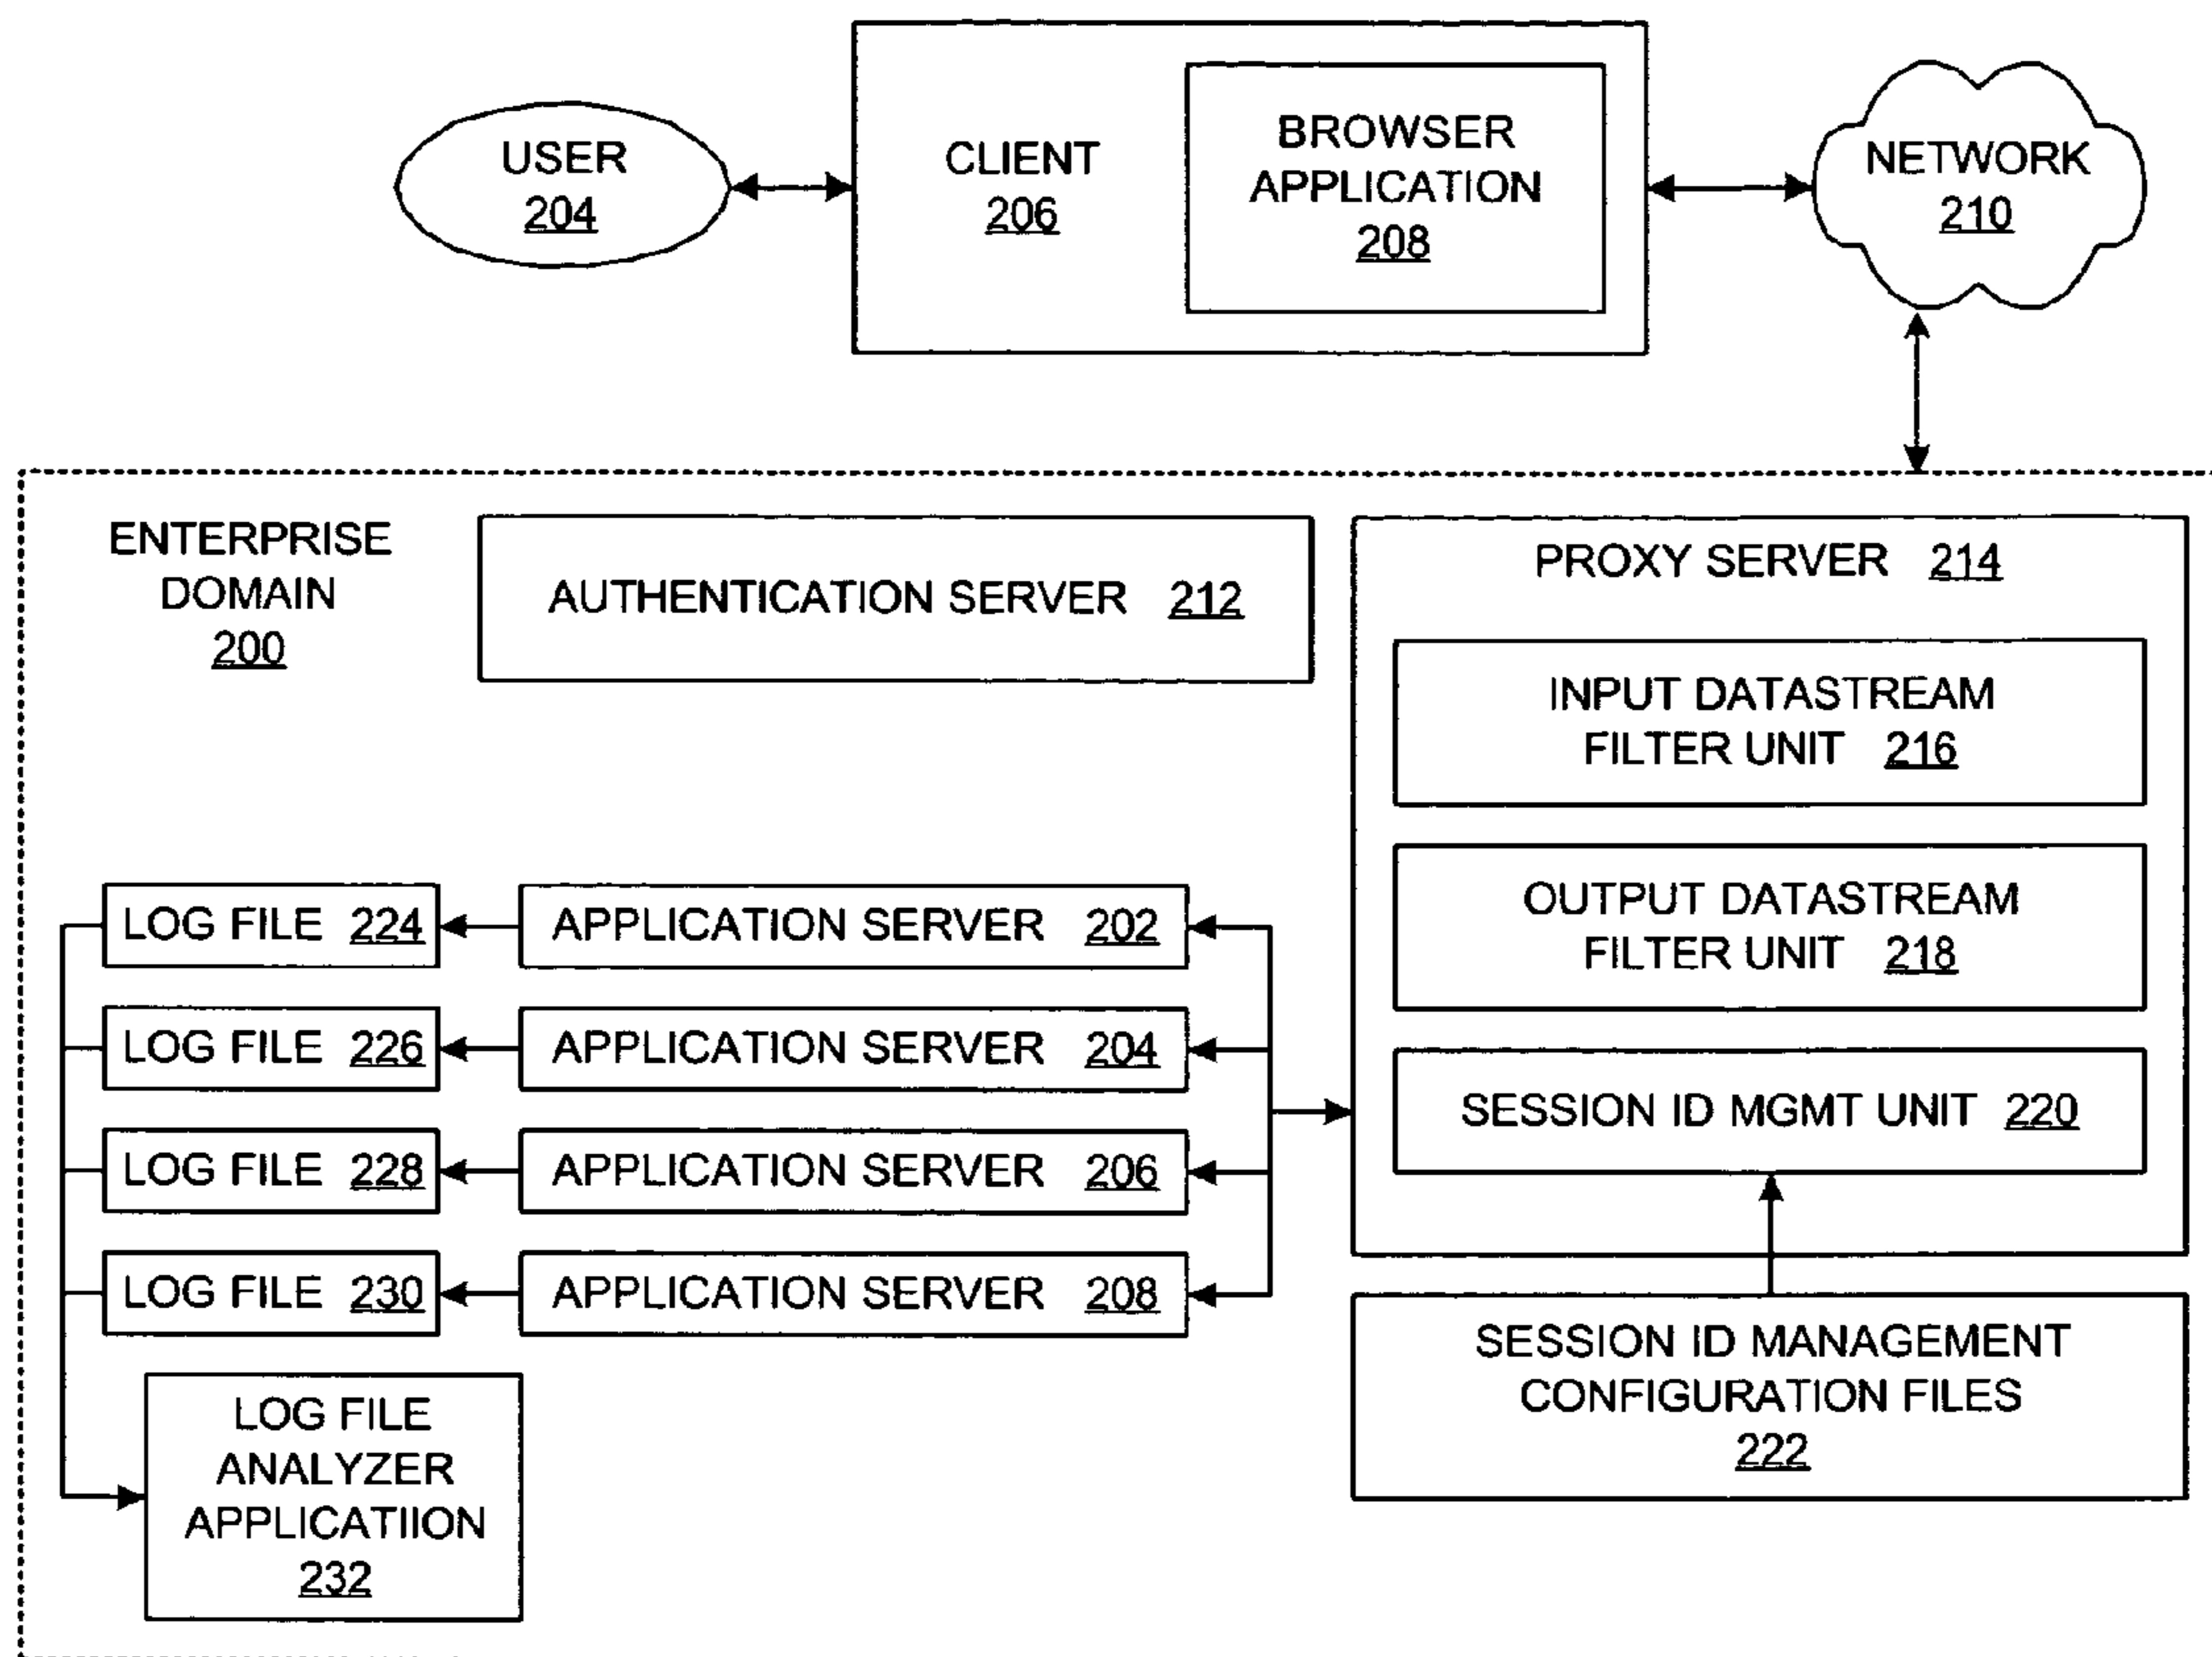 USER
204
CLIENT
206
BROWSER
APPLICATION
208
NETWORK
210
ENTERPRISE
DOMAIN
200
AUTHENTICATION SERVER 212
PROXY SERVER 214
INPUT DATASTREAM
FILTER UNIT 216
OUTPUT DATASTREAM
FILTER UNIT 218
SESSION ID MGMT UNIT 220
LOG FILE 224
APPLICATION SERVER 202
LOG FILE 226
APPLICATION SERVER 204
LOG FILE 228
APPLICATION SERVER 206
LOG FILE 230
APPLICATION SERVER 208
SESSION ID MANAGEMENT
CONFIGURATION FILES
222
LOG FILE
ANALYZER
APPLICATIION
232